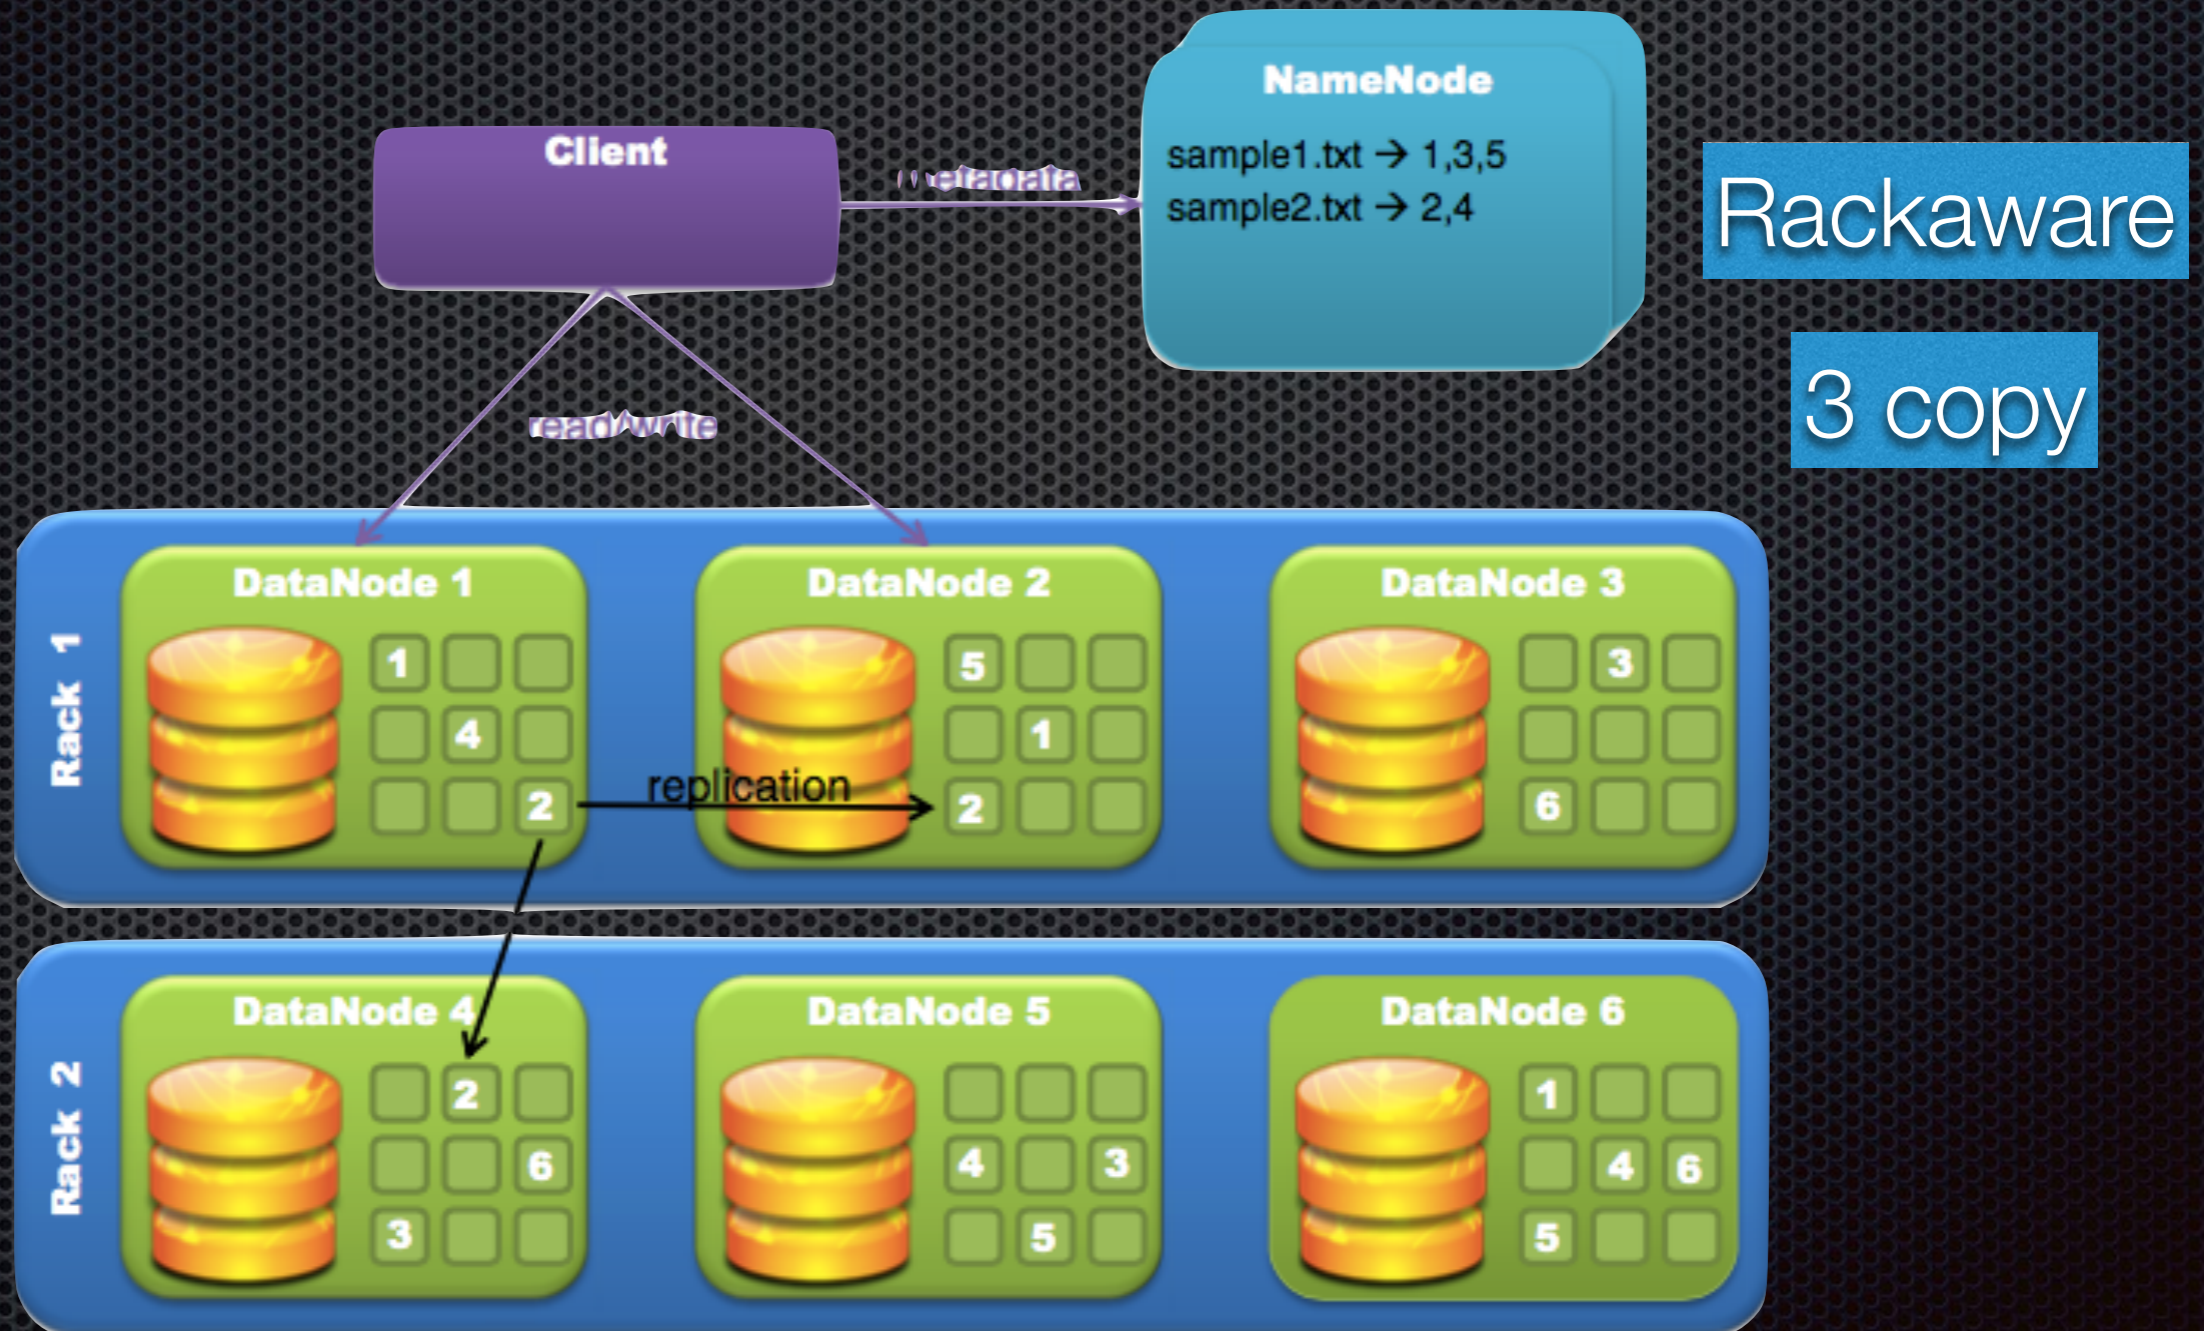 NameNode
sample1.txt → 1,3,5
sample2.txt → 2,4
Client
metadata
Rackaware
3 copy
read/write
Rack 1
DataNode 1
1
4
2
replication
DataNode 2
5
1
2
DataNode 3
3
6
Rack 2
DataNode 4
2
6
3
DataNode 5
4 3
5
DataNode 6
1
4 6
5